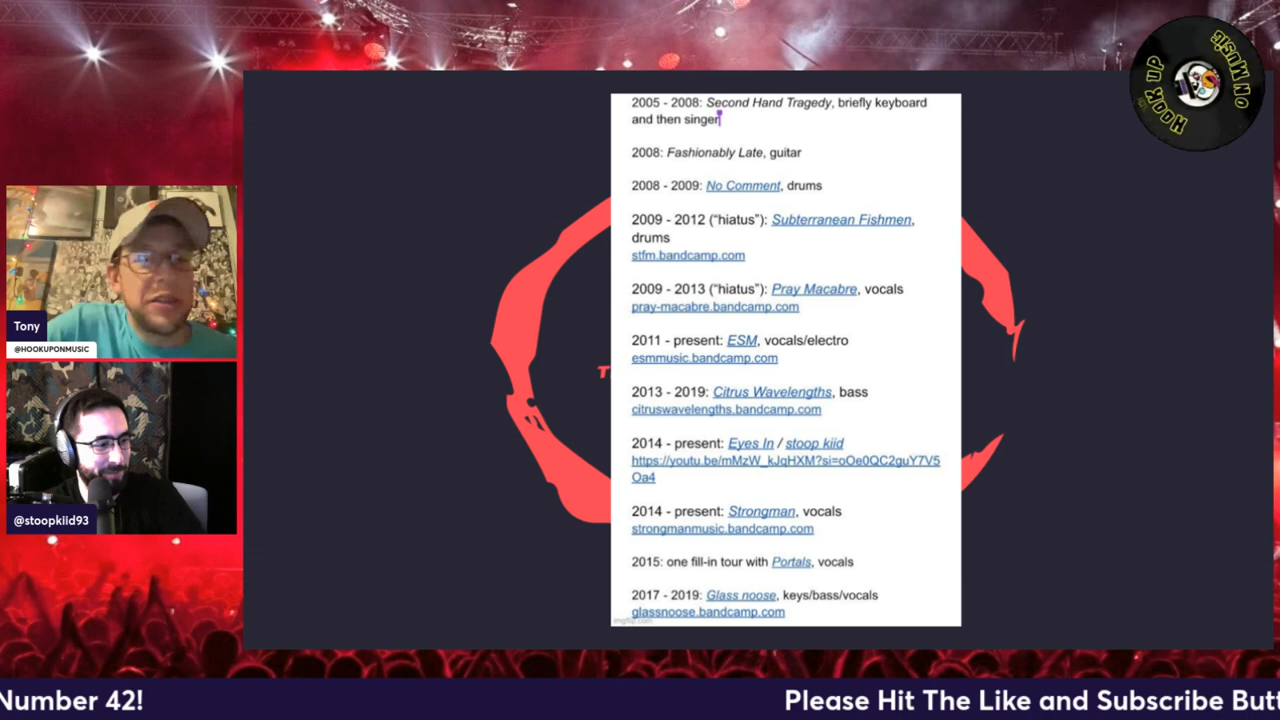 HOOK UP
ON MUSIC
2005 - 2008: Second Hand Tragedy, briefly keyboard
and then singer
2008: Fashionably Late, guitar
2008 - 2009: No Comment, drums
2009 - 2012 (“hiatus”): Subterranean Fishmen,
drums
stfm.bandcamp.com
2009 - 2013 (“hiatus”): Pray Macabre, vocals
pray-macabre.bandcamp.com
2011 - present: ESM, vocals/electro
esmmusic.bandcamp.com
2013 - 2019: Citrus Wavelengths, bass
citruswavelengths.bandcamp.com
2014 - present: Eyes In / stoop kiid
https://youtu.be/mMzW_kJqHXM?si=oOe0QC2guY7V5
Oa4
2014 - present: Strongman, vocals
strongmanmusic.bandcamp.com
2015: one fill-in tour with Portals, vocals
2017 - 2019: Glass noose, keys/bass/vocals
glassnoose.bandcamp.com
imgflip.com
Tony
@HOOKUPONMUSIC
@stoopkiid93
Number 42!
Please Hit The Like and Subscribe Butt